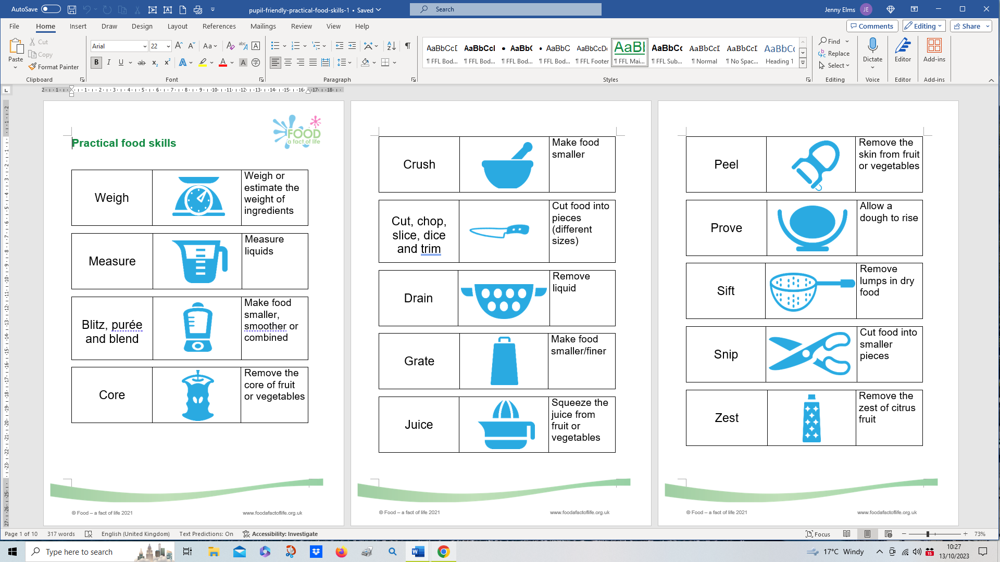 AutoSave
pupil-friendly-practical-food-skills-1 • Saved
Search
Jenny Elms
JE
File
Home
Insert
Draw
Design
Layout
References
Mailings
Review
View
Help
Comments
Editing
Share
Paste
Cut
Copy
Format Painter
Clipboard
Arial
22
Font
Paragraph
AaBbCcD
¶ FFL Bod...
AaBbCcI
¶ FFL Bod...
• AaBb(
¶ FFL Bod...
• AaBbC
¶ FFL Bod...
AaBbCcDc
¶ FFL Footer
AaBl
¶ FFL Mai...
AaBbCc
¶ FFL Sub...
AaBbCcD
¶ Normal
AaBbCcD
¶ No Spac...
AaBbCc
Heading 1
Styles
Find
Replace
Select
Editing
Dictate
Voice
Editor
Editor
Add-ins
Add-ins
Practical food skills
FOOD
a fact of life
Weigh
Weigh or
estimate the
weight of
ingredients
Measure
Measure
liquids
Blitz, purée
and blend
Make food
smaller,
smoother or
combined
Core
Remove the
core of fruit
or vegetables
© Food – a fact of life 2021
www.foodafactoflife.org.uk
Crush
Make food
smaller
Cut, chop,
slice, dice
and trim
Cut food into
pieces
(different
sizes)
Drain
Remove
liquid
Grate
Make food
smaller/finer
Juice
Squeeze the
juice from
fruit or
vegetables
© Food – a fact of life 2021
www.foodafactoflife.org.uk
Peel
Remove the
skin from fruit
or vegetables
Prove
Allow a
dough to rise
Sift
Remove
lumps in dry
food
Snip
Cut food into
smaller
pieces
Zest
Remove the
zest of citrus
fruit
© Food – a fact of life 2021
www.foodafactoflife.org.uk
Page 1 of 10
317 words
English (United Kingdom)
Text Predictions: On
Accessibility: Investigate
Focus
73%
Type here to search
17°C Windy
15
10:27
13/10/2023